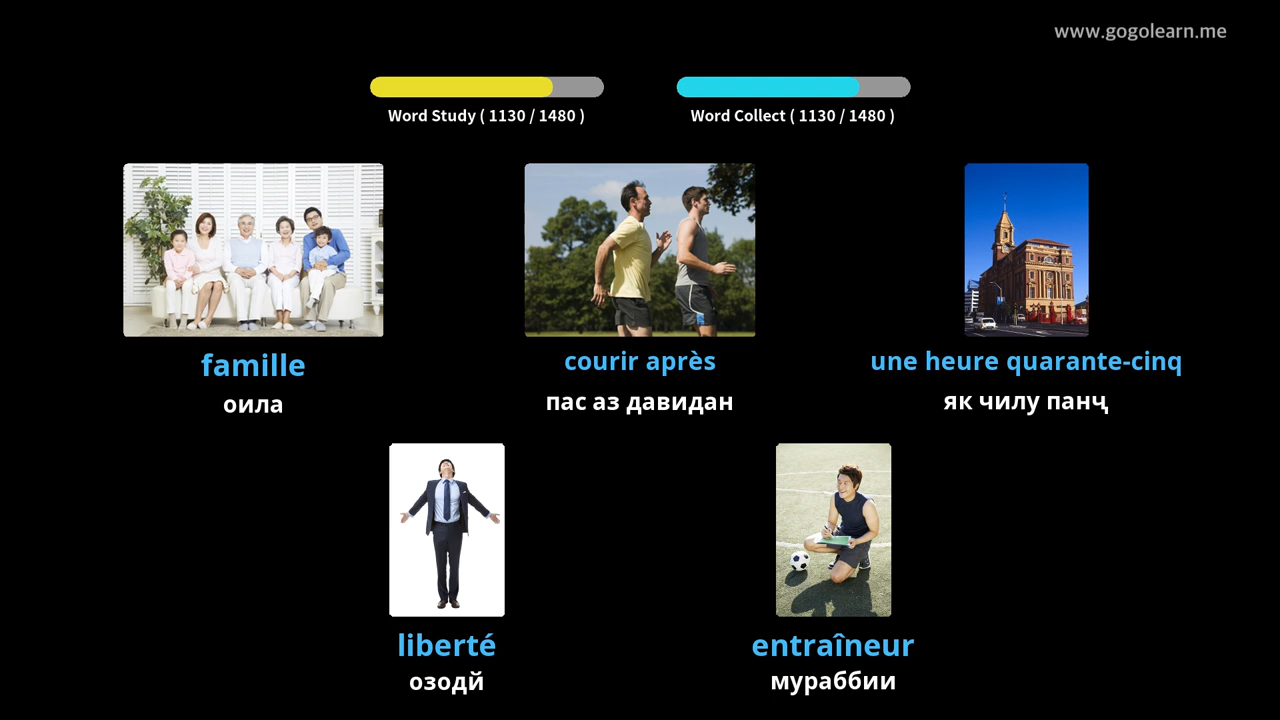 www.gogolearn.me
Word Study ( 1130 / 1480 )
Word Collect ( 1130 / 1480 )
famille
оила
courir après
пас аз давидан
une heure quarante-cinq
як чилу панҷ
liberté
озодй
entraîneur
мураббии